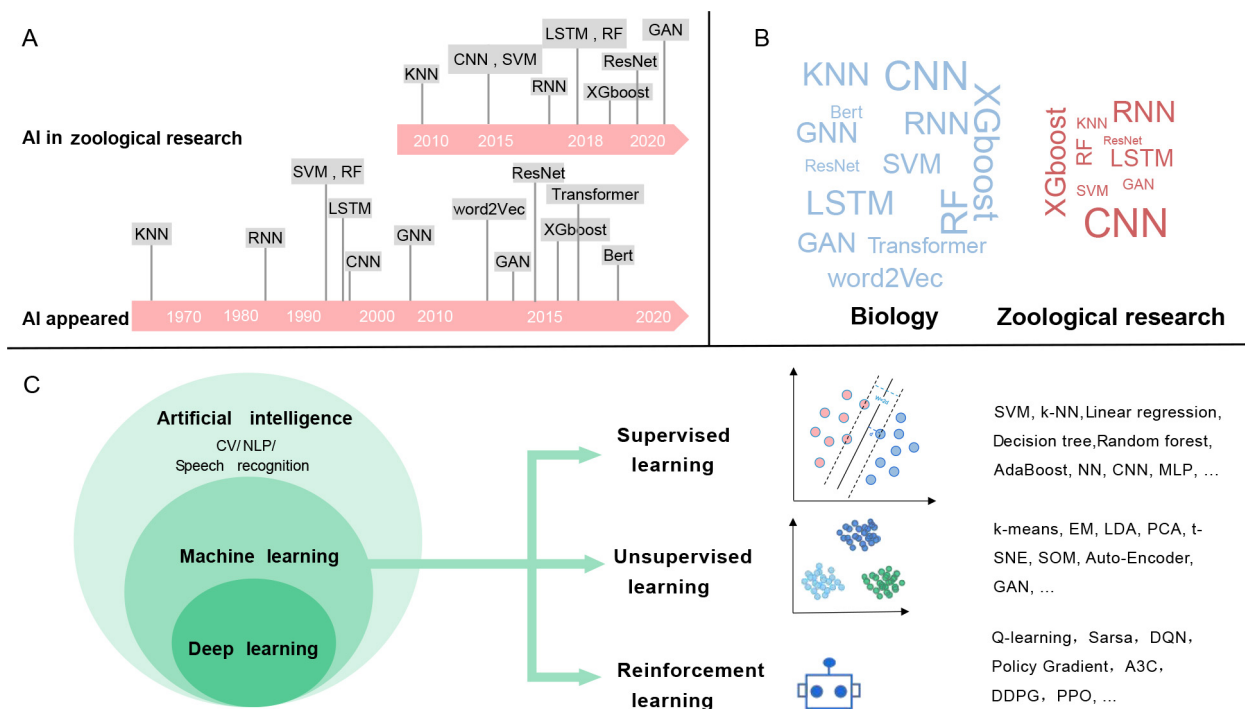 A
LSTM , RF
GAN
CNN , SVM
ResNet
KNN
RNN
XGboost
AI in zoological research
2010
2015
2018
2020
SVM , RF
ResNet
Transformer
LSTM
word2Vec
KNN
RNN
GNN
XGboost
CNN
GAN
Bert
AI appeared
1970
1980
1990
2000
2010
2015
2020
B
KNN
CNN
XGboost
Bert
GNN
RNN
ResNet
SVM
LSTM
RF
GAN
Transformer
word2Vec
Biology
XGboost
KNN
RNN
RF
ResNet
LSTM
SVM
GAN
CNN
Zoological research
C
Artificial intelligence
CV/ NLP/
Speech recognition
Machine learning
Deep learning
Supervised
learning
SVM, k-NN,Linear regression,
Decision tree,Random forest,
AdaBoost, NN, CNN, MLP, ...
Unsupervised
learning
k-means, EM, LDA, PCA, t-
SNE, SOM, Auto-Encoder,
GAN, ...
Reinforcement
learning
Q-learning，Sarsa，DQN，
Policy Gradient，A3C，
DDPG，PPO, ...